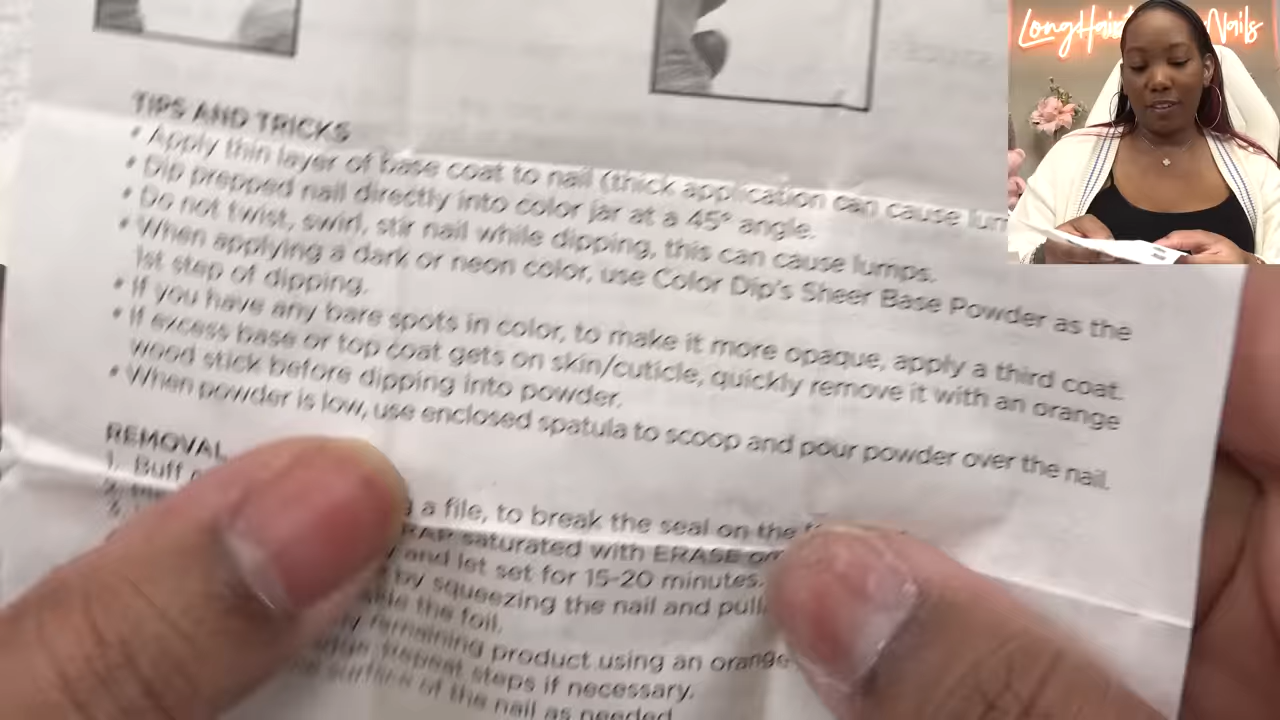 LongHair Nails
TIPS AND TRICKS
• Apply thin layer of base coat to nail (thick application can cause
• Dip prepped nail directly into color jar at a 45° angle.
• Do not twist, swirl, stir nail while dipping, this can cause lumps.
• When applying a dark or neon color, use Color Dip's Sheer Base Powder as the
1st step of dipping.
• If you have any bare spots in color, to make it more opaque, apply a third coat.
• If excess base or top coat gets on skin/cuticle, quickly remove it with an orange
wood stick before dipping into powder.
• When powder is low, use enclosed spatula to scoop and pour powder over the nail.
REMOVAL
1. Buff
a file, to break the seal on the
saturated with ERASE
and let set for 15-20 minutes.
by squeezing the nail and
the foil.
remaining product using an orange
repeat steps if necessary.
surface of the nail as needed